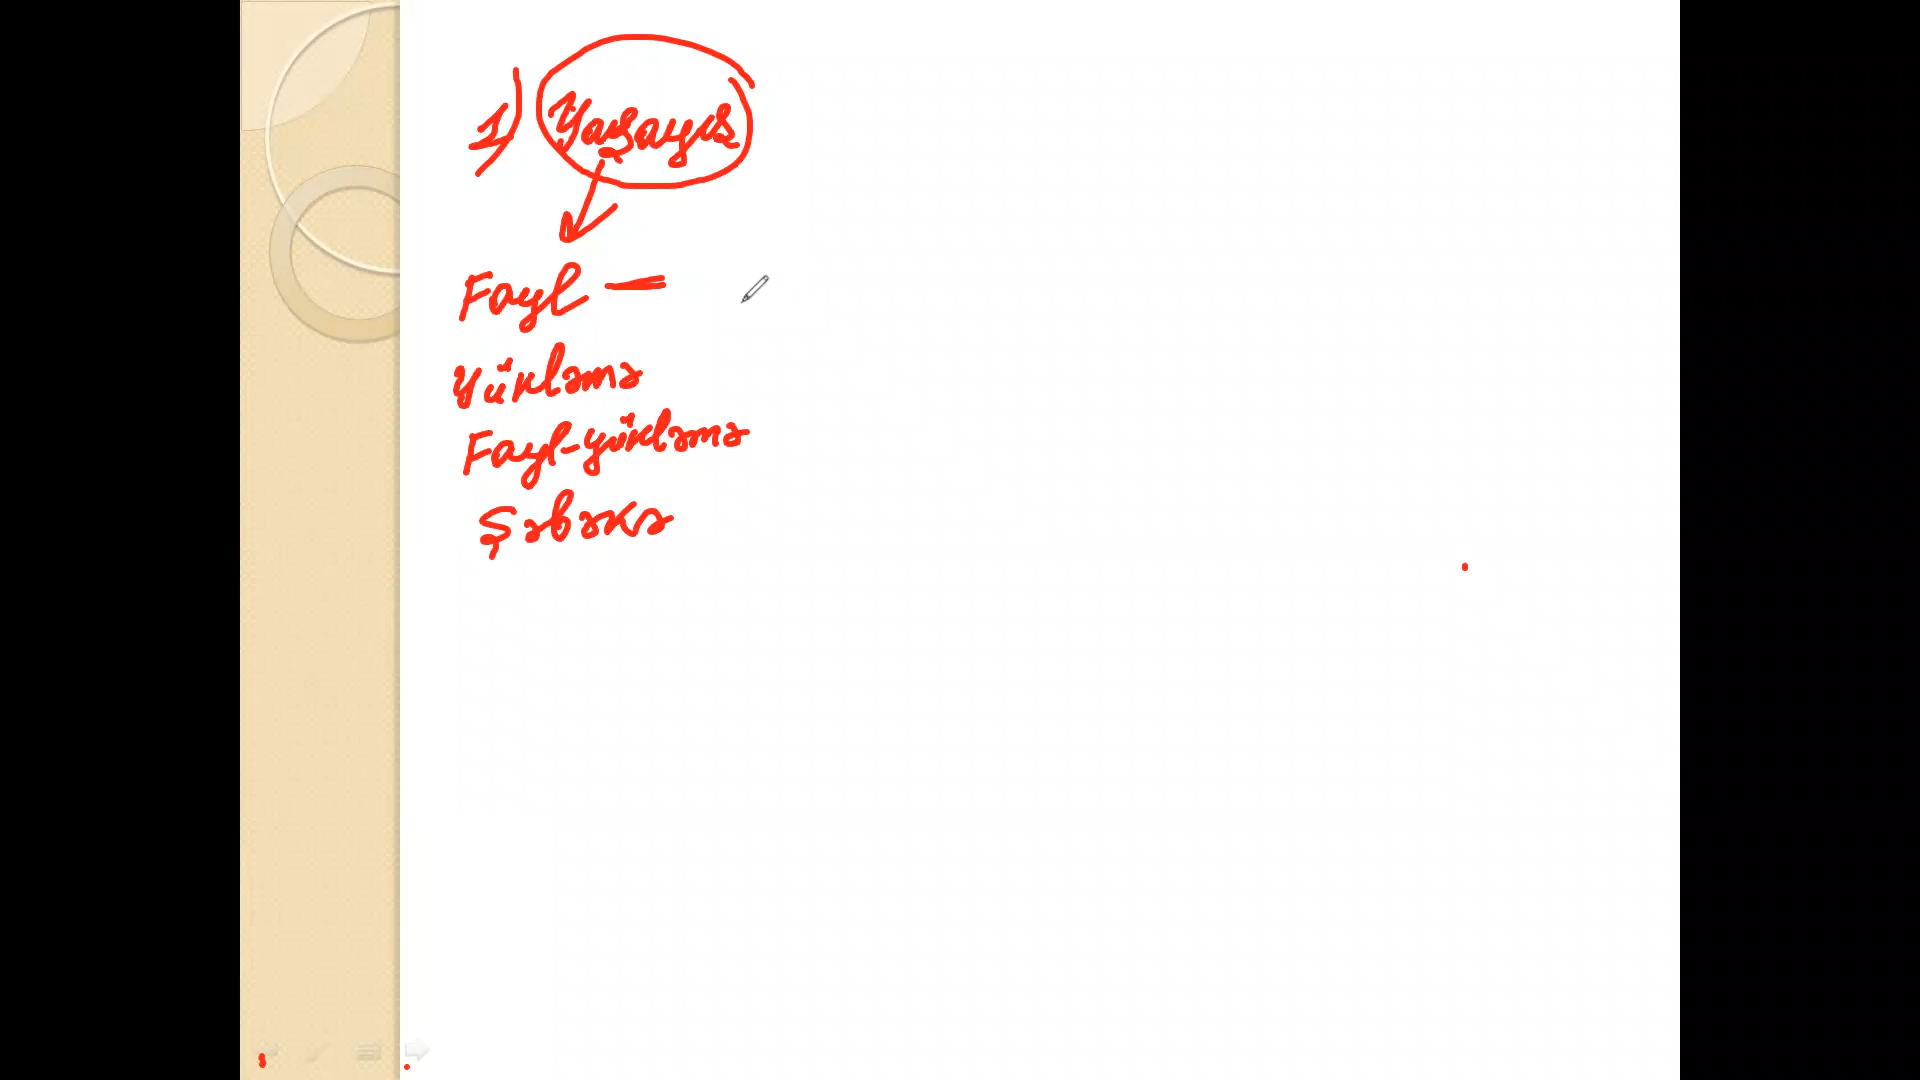 1) Yaşayış
Fayl —
Yükləmə
Fayl-yükləmə
Şəbəkə